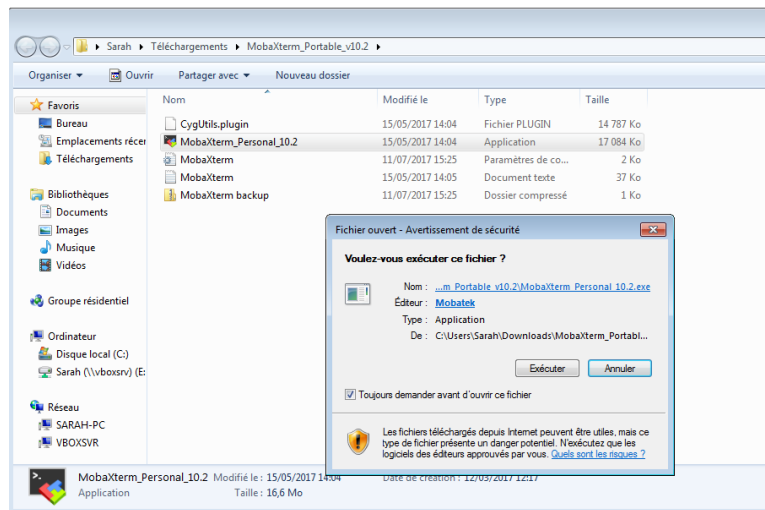 Sarah Téléchargements MobaXterm_Portable_v10.2
Organiser Ouvrir Partager avec Nouveau dossier
Favoris
Bureau
Emplacements récer
Téléchargements
Bibliothèques
Documents
Images
Musique
Vidéos
Groupe résidentiel
Ordinateur
Disque local (C:)
Sarah (\\vboxsrv) (E:
Réseau
SARAH-PC
VBOXSVR
Nom Modifié le Type Taille
CygUtils.plugin 15/05/2017 14:04 Fichier PLUGIN 14 787 Ko
MobaXterm_Personal_10.2 15/05/2017 14:04 Application 17 084 Ko
MobaXterm 11/07/2017 15:25 Paramètres de co... 2 Ko
MobaXterm 15/05/2017 14:05 Document texte 37 Ko
MobaXterm backup 11/07/2017 15:25 Dossier compressé 1 Ko
Fichier ouvert - Avertissement de sécurité
Voulez-vous exécuter ce fichier ?
Nom : ...m_Portable_v10.2\MobaXterm_Personal_10.2.exe
Éditeur : Mobatek
Type : Application
De : C:\Users\Sarah\Downloads\MobaXterm_Portabl...
Exécuter Annuler
Toujours demander avant d'ouvrir ce fichier
Les fichiers téléchargés depuis Internet peuvent être utiles, mais ce
type de fichier présente un danger potentiel. N'exécutez que les
logiciels des éditeurs approuvés par vous. Quels sont les risques ?
MobaXterm_Personal_10.2 Modifié le : 15/05/2017 14:04 Date de création : 12/03/2017 12:17
Application Taille : 16,6 Mo